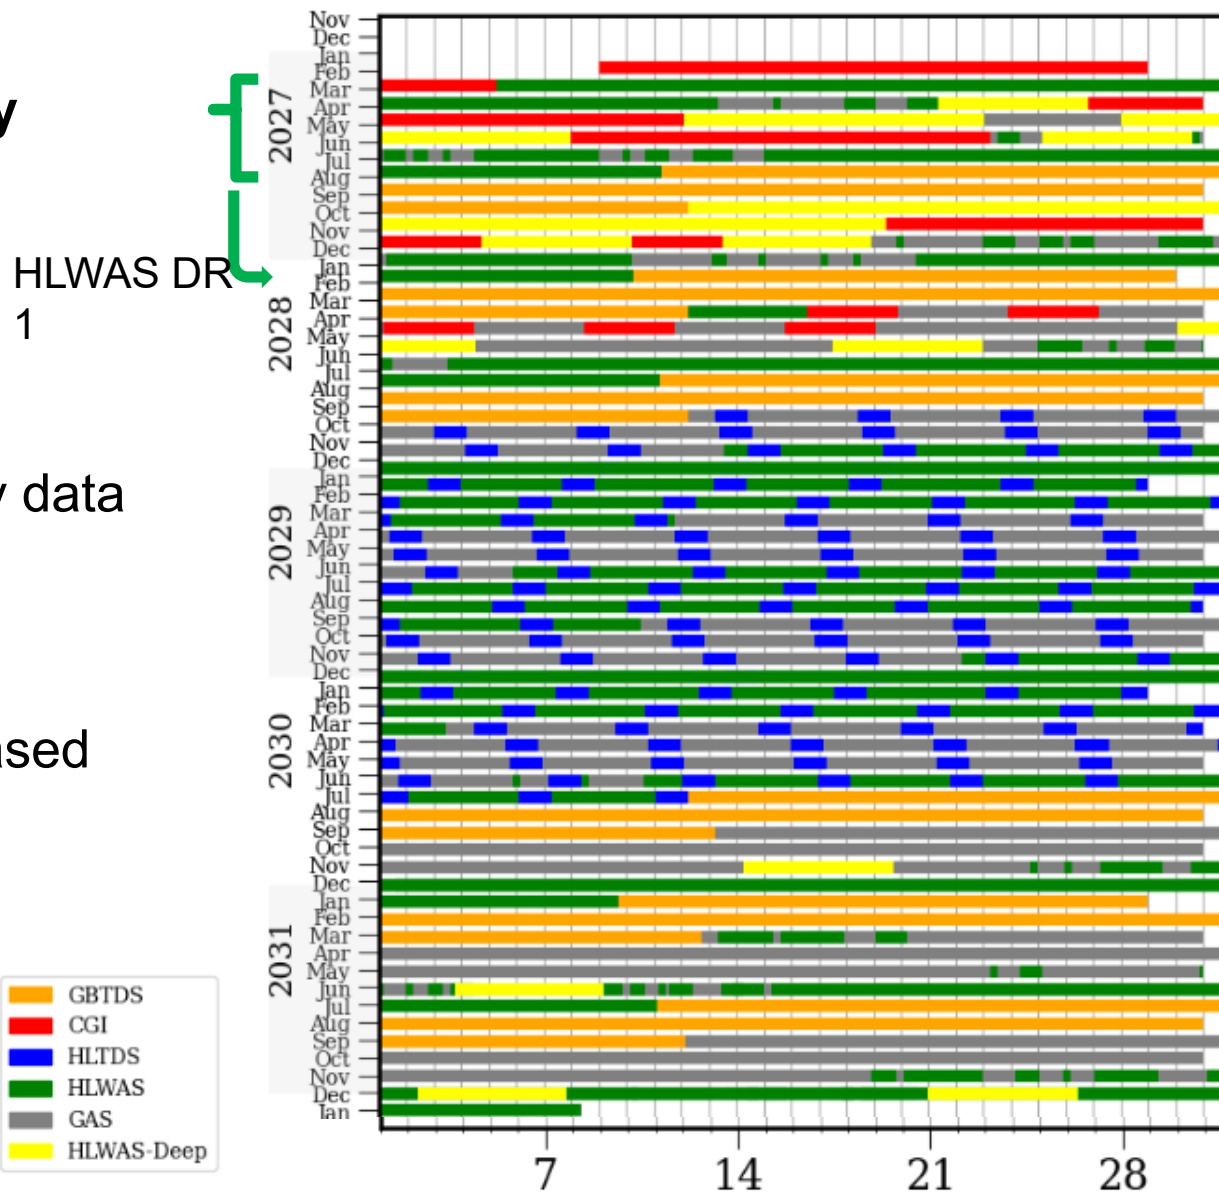 y
HLWAS DR
1
y data
ased
2027
2028
2029
2030
2031
Nov
Dec
Jan
Feb
Mar
Apr
May
Jun
Jul
Aug
Sep
Oct
Nov
Dec
Jan
Feb
Mar
Apr
May
Jun
Jul
Aug
Sep
Oct
Nov
Dec
Jan
Feb
Mar
Apr
May
Jun
Jul
Aug
Sep
Oct
Nov
Dec
Jan
Feb
Mar
Apr
May
Jun
Jul
Aug
Sep
Oct
Nov
Dec
Jan
Feb
Mar
Apr
May
Jun
Jul
Aug
Sep
Oct
Nov
Dec
Jan
GBTDS
CGI
HLTDS
HLWAS
GAS
HLWAS-Deep
7 14 21 28